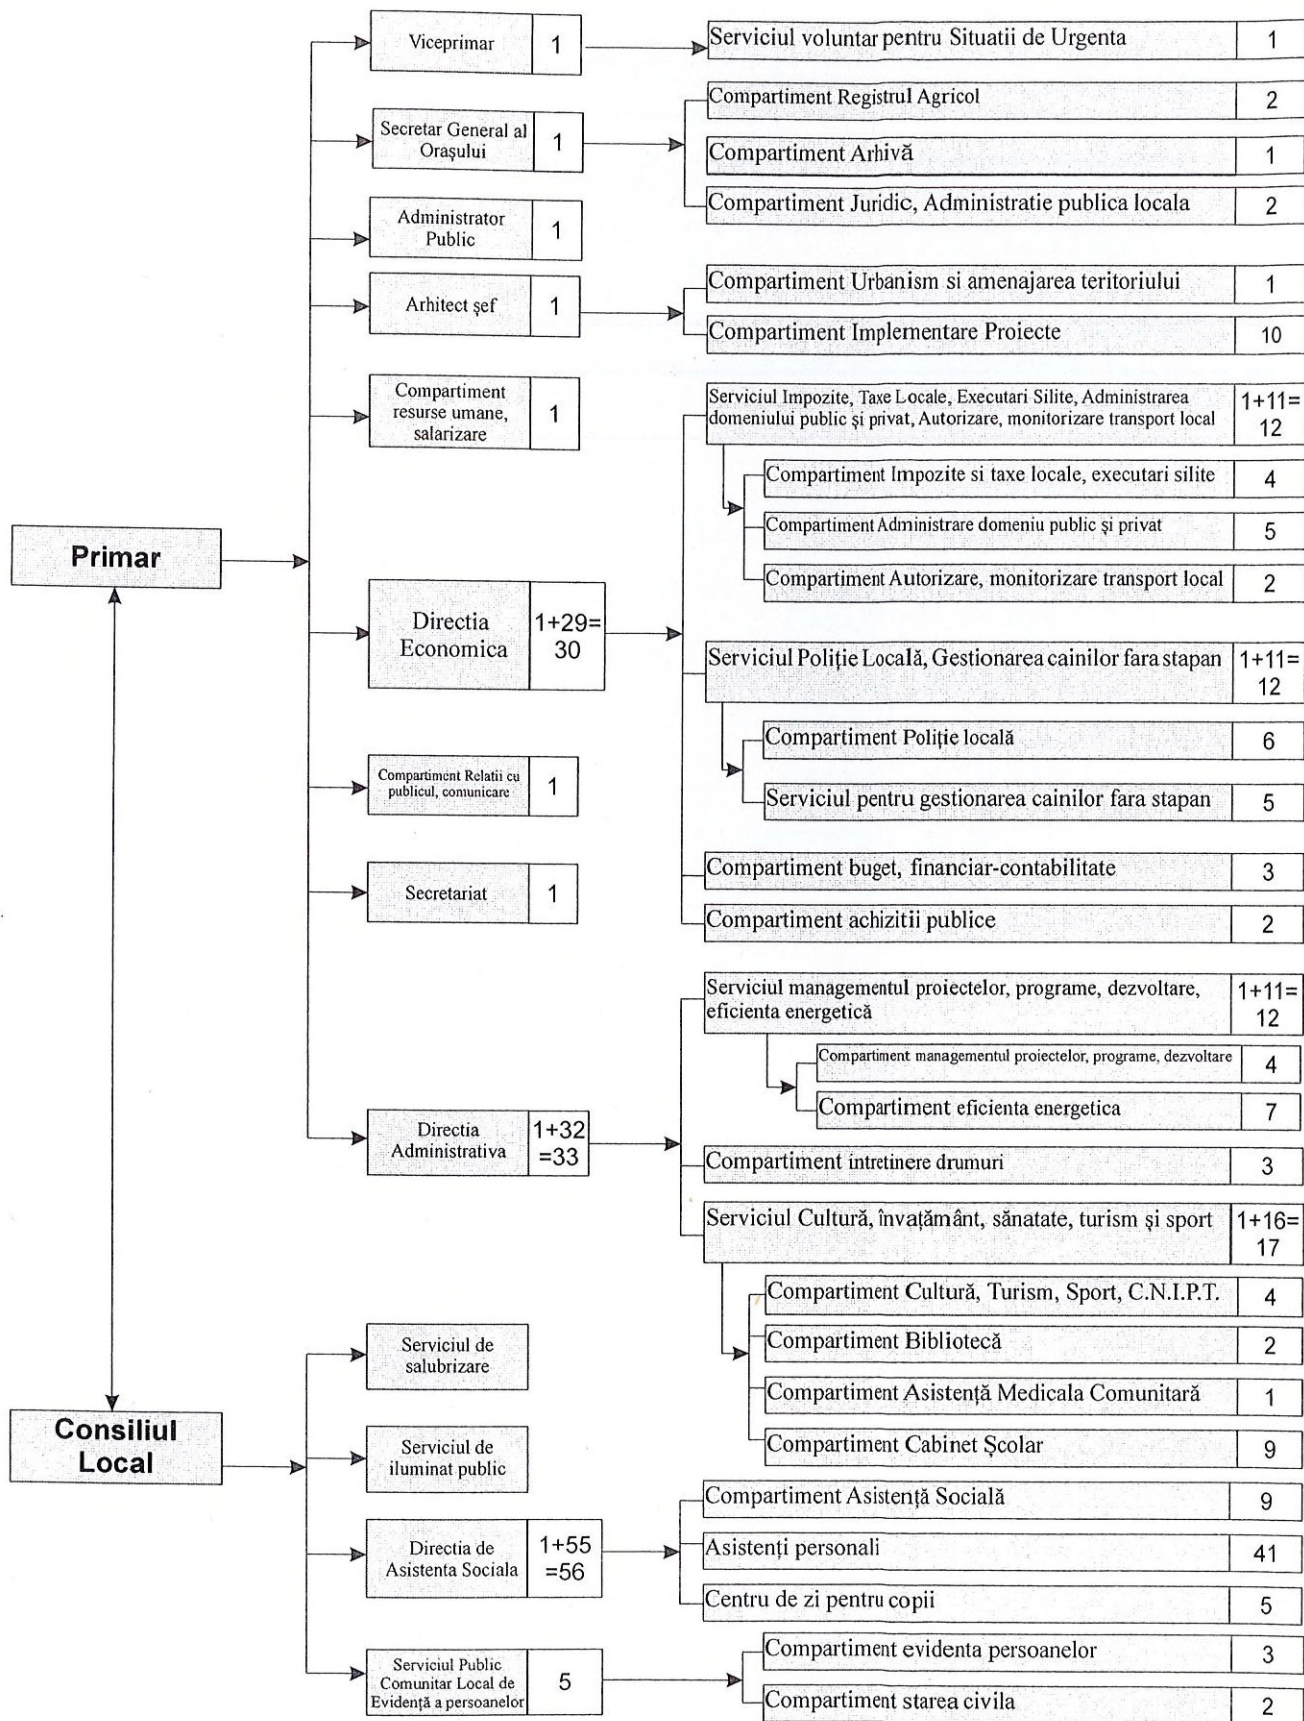 Primar
Consiliul
Local
Viceprimar
1
Serviciul voluntar pentru Situatii de Urgenta
1
Secretar General al
Orașului
1
Compartiment Registrul Agricol
2
Compartiment Arhivă
1
Compartiment Juridic, Administratie publica locala
2
Administrator
Public
1
Arhitect șef
1
Compartiment Urbanism si amenajarea teritoriului
1
Compartiment Implementare Proiecte
10
Compartiment
resurse umane,
salarizare
1
Directia
Economica
1+29=
30
Serviciul Impozite, Taxe Locale, Executari Silite, Administrarea
domeniului public și privat, Autorizare, monitorizare transport local
1+11=
12
Compartiment Impozite si taxe locale, executari silite
4
Compartiment Administrare domeniu public și privat
5
Compartiment Autorizare, monitorizare transport local
2
Serviciul Poliție Locală, Gestionarea cainilor fara stapan
1+11=
12
Compartiment Poliție locală
6
Serviciul pentru gestionarea cainilor fara stapan
5
Compartiment buget, financiar-contabilitate
3
Compartiment achizitii publice
2
Compartiment Relatii cu
publicul, comunicare
1
Secretariat
1
Directia
Administrativa
1+32
=33
Serviciul managementul proiectelor, programe, dezvoltare,
eficienta energetică
1+11=
12
Compartiment managementul proiectelor, programe, dezvoltare
4
Compartiment eficienta energetica
7
Compartiment intretinere drumuri
3
Serviciul Cultură, învațământ, sănatate, turism și sport
1+16=
17
Compartiment Cultură, Turism, Sport, C.N.I.P.T.
4
Compartiment Bibliotecă
2
Compartiment Asistență Medicala Comunitară
1
Compartiment Cabinet Școlar
9
Serviciul de
salubrizare
Serviciul de
iluminat public
Directia de
Asistenta Sociala
1+55
=56
Compartiment Asistență Socială
9
Asistenți personali
41
Centru de zi pentru copii
5
Serviciul Public
Comunitar Local de
Evidență a persoanelor
5
Compartiment evidenta persoanelor
3
Compartiment starea civila
2